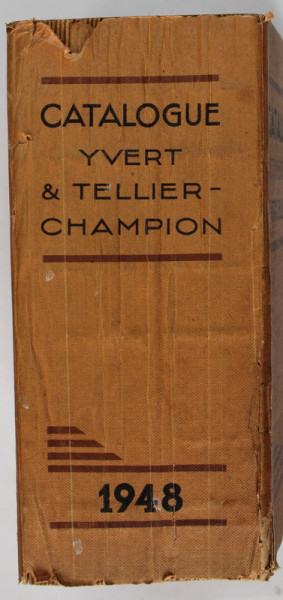 CATALOGUE
YVERT
& TELLIER-
CHAMPION
1948